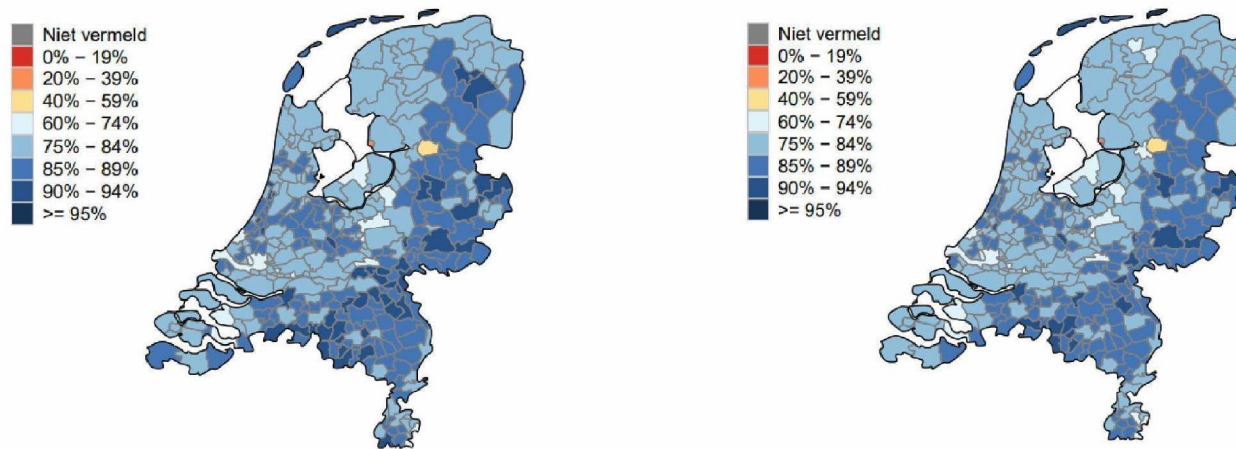 Niet vermeld
0% – 19%
20% – 39%
40% – 59%
60% – 74%
75% – 84%
85% – 89%
90% – 94%
>= 95%
Niet vermeld
0% – 19%
20% – 39%
40% – 59%
60% – 74%
75% – 84%
85% – 89%
90% – 94%
>= 95%